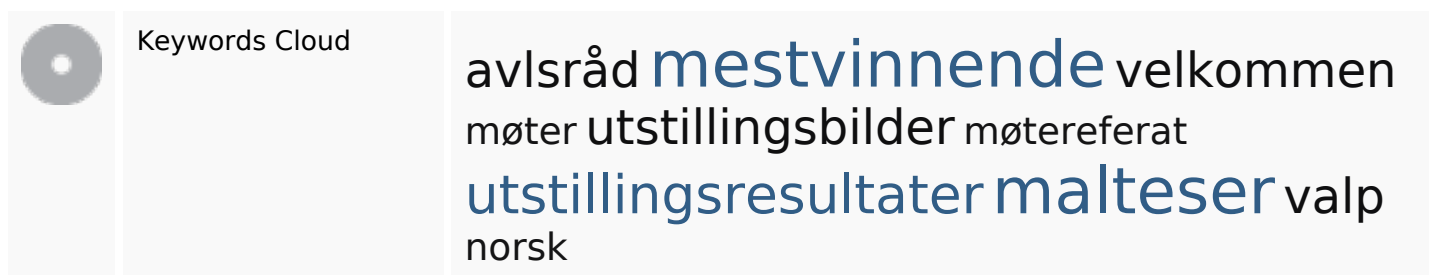 Keywords Cloud
avlsråd mestvinnende velkommen
møter utstillingsbilder møtereferat
utstillingsresultater malteser valp
norsk